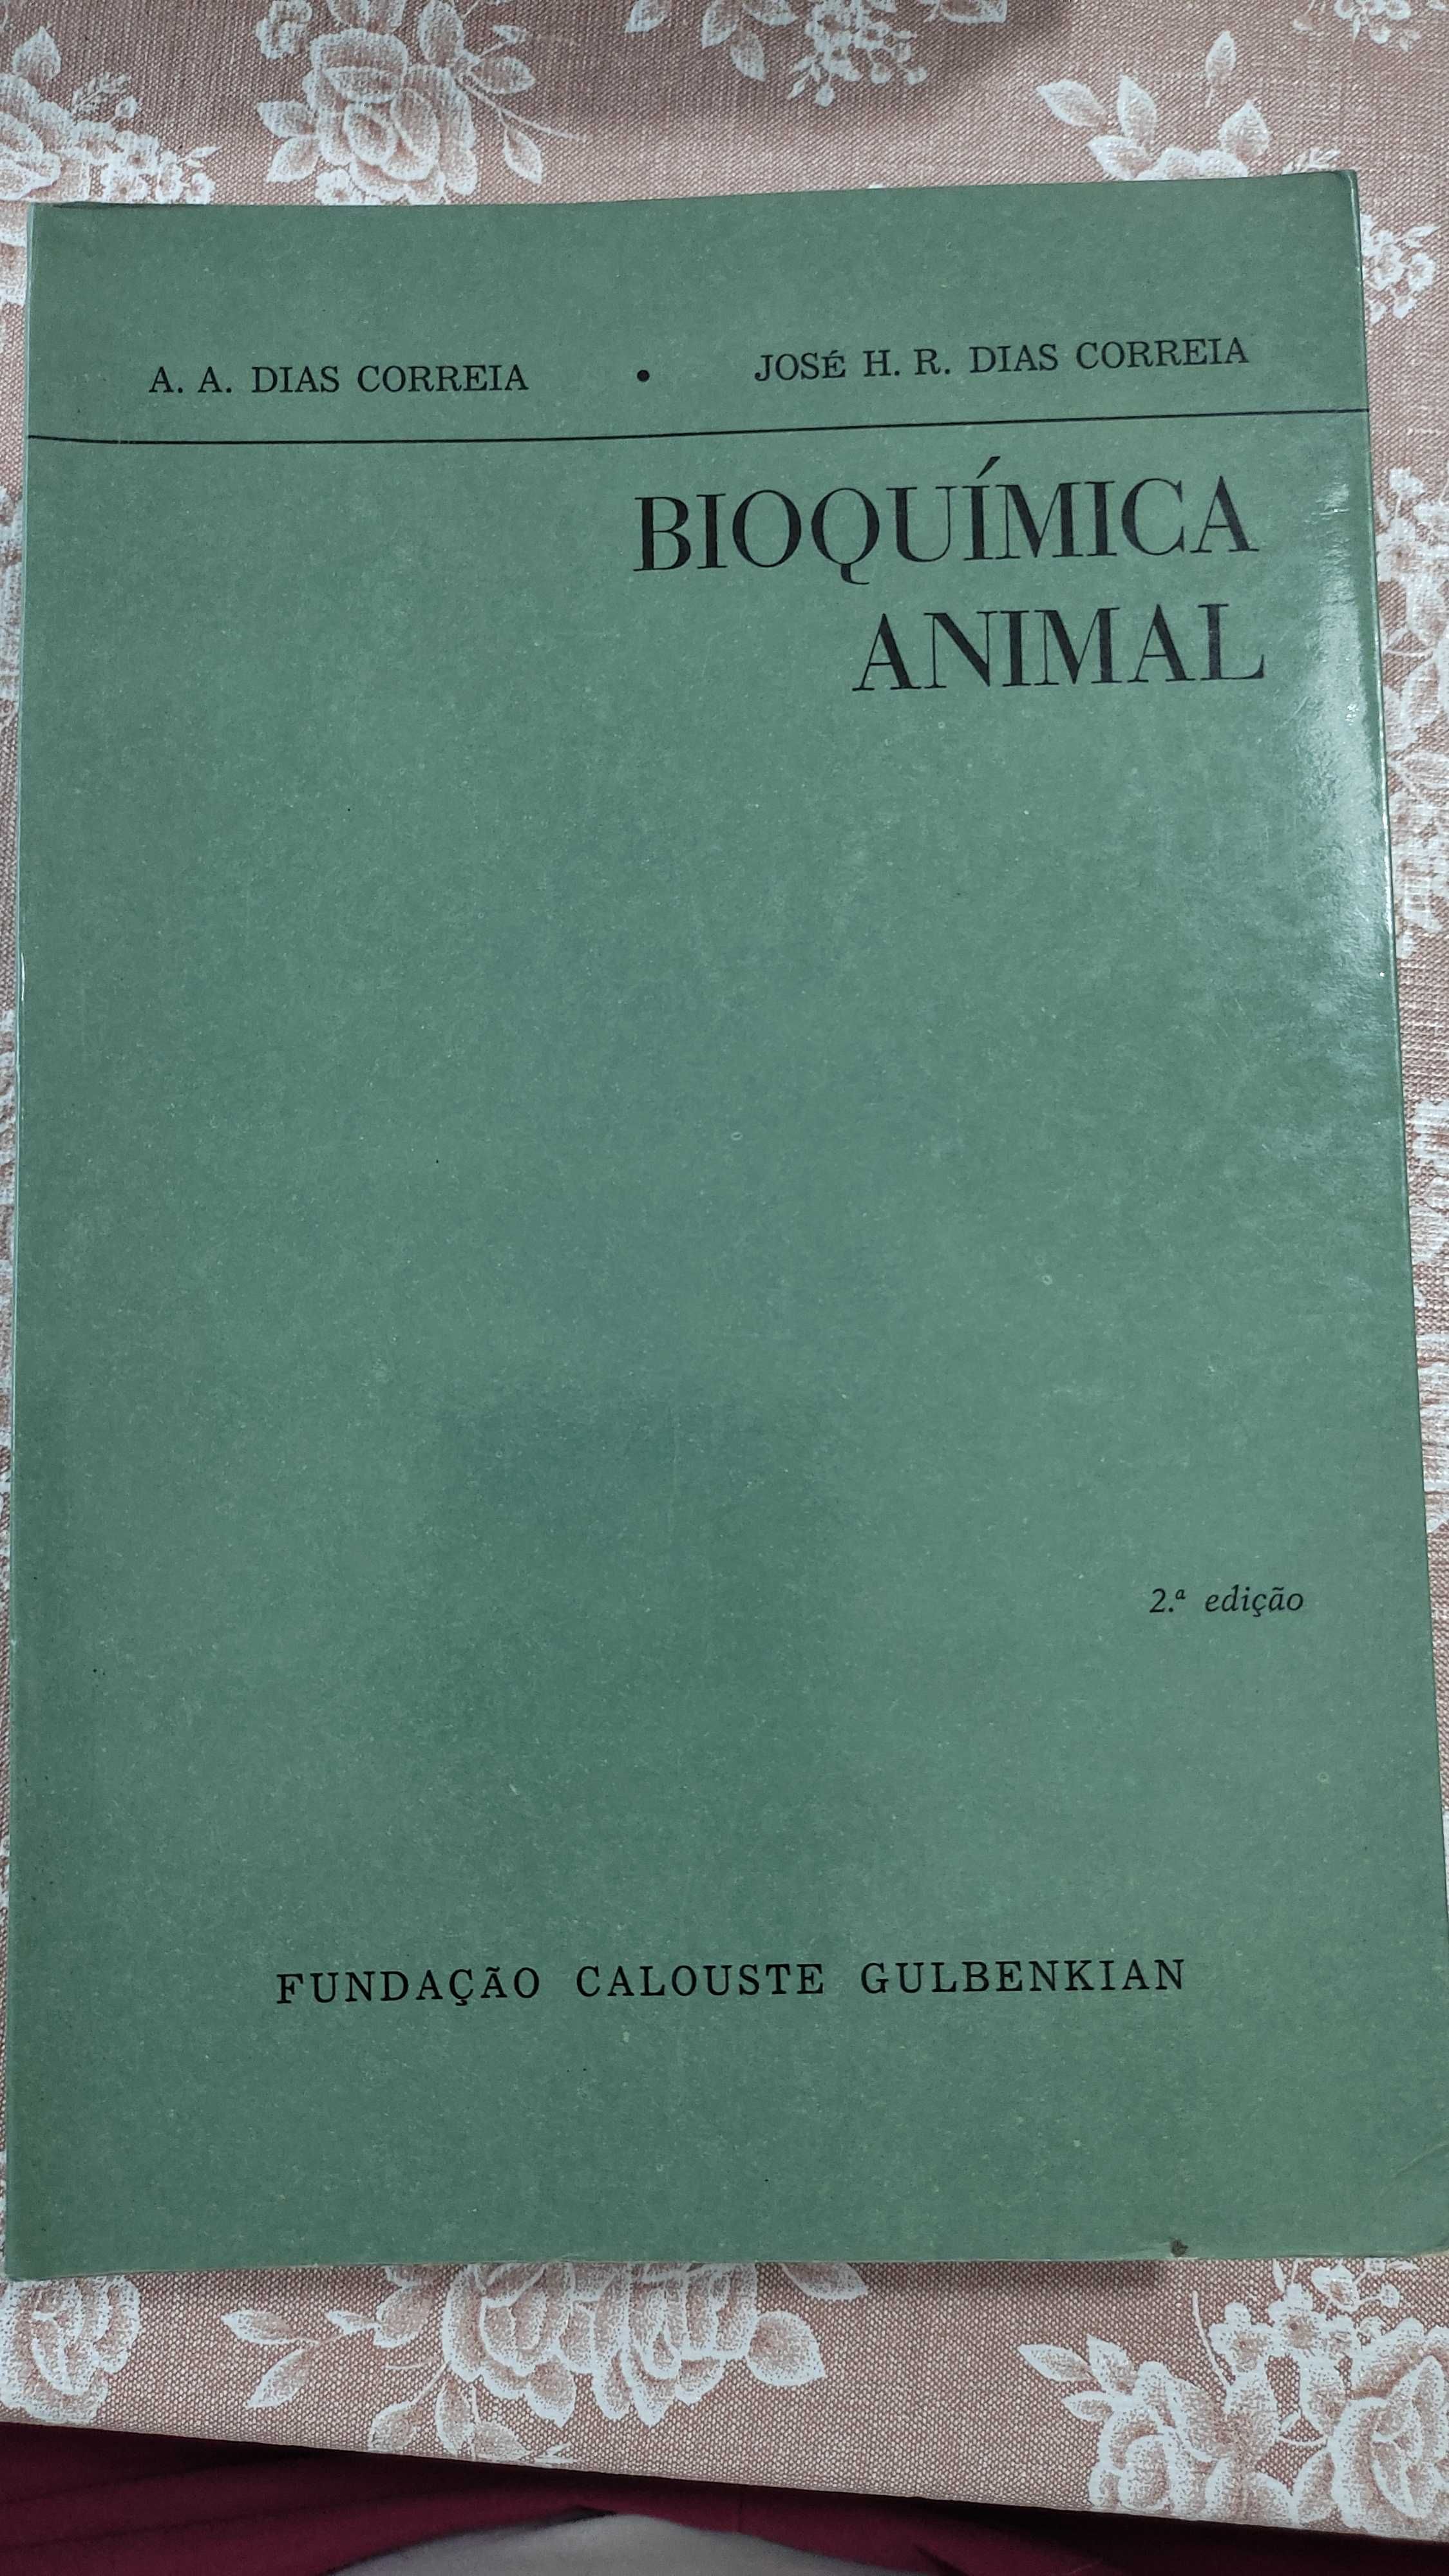 A. A. DIAS CORREIA • JOSÉ H. R. DIAS CORREIA
BIOQUÍMICA
ANIMAL
2.ª edição
FUNDAÇÃO CALOUSTE GULBENKIAN